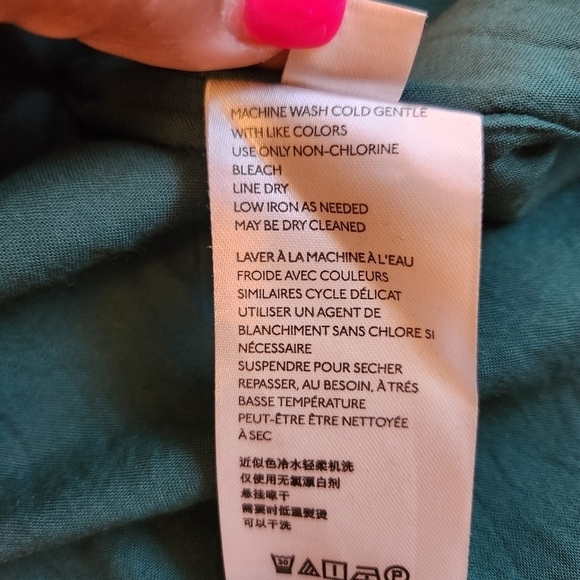 MACHINE WASH COLD GENTLE
WITH LIKE COLORS
USE ONLY NON-CHLORINE
BLEACH
LINE DRY
LOW IRON AS NEEDED
MAY BE DRY CLEANED
LAVER À LA MACHINE À L'EAU
FROIDE AVEC COULEURS
SIMILAIRES CYCLE DÉLICAT
UTILISER UN AGENT DE
BLANCHIMENT SANS CHLORE SI
NÉCESSAIRE
SUSPENDRE POUR SECHER
REPASSER, AU BESOIN, À TRÉS
BASSE TEMPÉRATURE
PEUT-ÊTRE ÊTRE NETTOYÉE
À SEC
近似色冷水轻柔机洗
仅使用无氯漂白剂
悬挂晾干
需要时低温熨烫
可以干洗
30 P